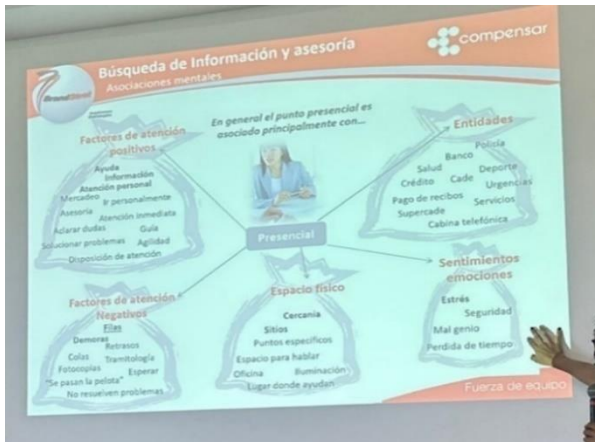 Búsqueda de Información y asesoría
Asociaciones mentales
compensar
BrandStrat
En general el punto presencial es
asociado principalmente con...
Factores de atención
positivos
Ayuda
Información
Atención personal
Mercadeo Ir personalmente
Asesoría Atención inmediata
Aclarar dudas Guía
Solucionar problemas Agilidad
Disposición de atención
Entidades
Policía
Banco
Salud Deporte
Crédito Cade Urgencias
Pago de recibos Servicios
Supercade
Cabina telefónica
Presencial
Factores de atención
Negativos
Filas
Demoras
Retrasos
Colas Tramitología
Fotocopias Esperar
"Se pasan la pelota"
No resuelven problemas
Espacio físico
Cercanía
Sitios
Puntos específicos
Espacio para hablar
Oficina Iluminación
Lugar donde ayudan
Sentimientos
emociones
Estrés
Seguridad
Mal genio
Perdida de tiempo
Fuerza de equipo